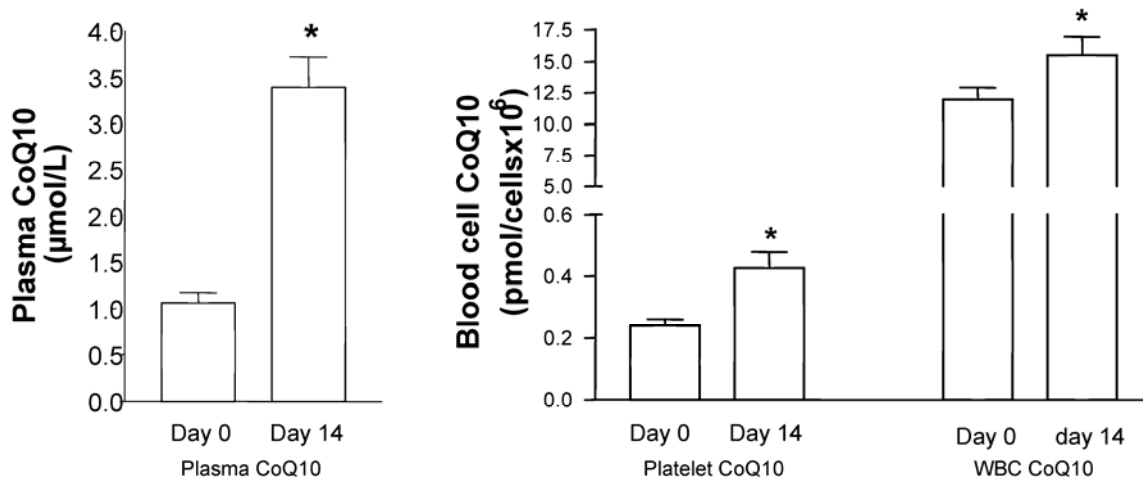 Plasma CoQ10
(µmol/L)
4.0
3.5
3.0
2.5
2.0
1.5
1.0
0.5
0.0
*
Day 0 Day 14
Plasma CoQ10
Blood cell CoQ10
(pmol/cellsx10⁶)
17.5
15.0
12.5
10.0
7.5
5.0
0.6
0.4
0.2
0.0
*
*
Day 0 Day 14 Day 0 day 14
Platelet CoQ10 WBC CoQ10